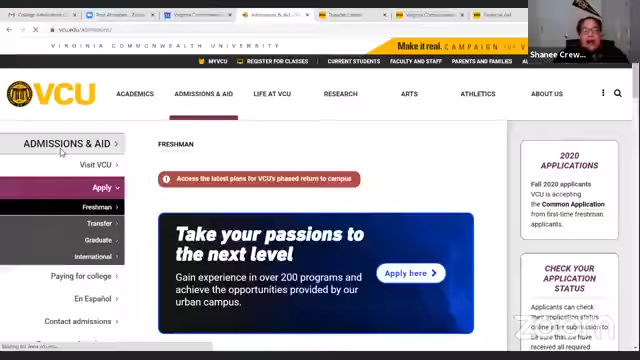 College Admissions
Virginia Commonwealth
Admissions & Aid
Transfer Center
Virginia Commonwealth
Financial Aid
vcu.edu/admissions/
Shanee Crew...
VIRGINIA COMMONWEALTH UNIVERSITY
Make it real. CAMPAIGN
MYVCU
REGISTER FOR CLASSES
CURRENT STUDENTS
FACULTY AND STAFF
PARENTS AND FAMILIES
VCU
ACADEMICS
ADMISSIONS & AID
LIFE AT VCU
RESEARCH
ARTS
ATHLETICS
ABOUT US
ADMISSIONS & AID
Visit VCU
Apply
Freshman
Transfer
Graduate
International
Paying for college
En Español
Contact admissions
FRESHMAN
Access the latest plans for VCU's phased return to campus
Take your passions to
the next level
Gain experience in over 200 programs and
achieve the opportunities provided by our
urban campus.
Apply here
2020
APPLICATIONS
Fall 2020 applicants
VCU is accepting
the Common Application
from first-time freshman
applicants.
CHECK YOUR
APPLICATION
STATUS
Applicants can check
their application status
online after submission to
be sure that we have
received all required
zoom